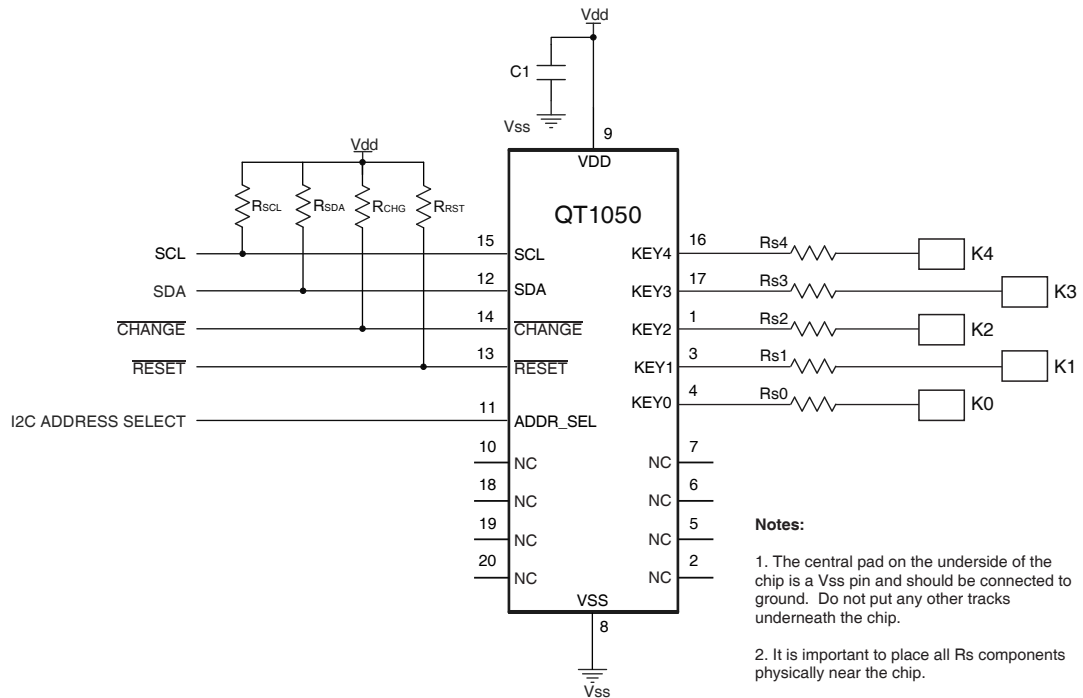 Vdd
C1
Vss
9
VDD
Vdd
RSCL RSDA RCHG RRST
QT1050
SCL 15 SCL
SDA 12 SDA
CHANGE 14 CHANGE
RESET 13 RESET
I2C ADDRESS SELECT 11 ADDR_SEL
10 NC
18 NC
19 NC
20 NC
KEY4 16 Rs4 K4
KEY3 17 Rs3 K3
KEY2 1 Rs2 K2
KEY1 3 Rs1 K1
KEY0 4 Rs0 K0
NC 7
NC 6
NC 5
NC 2
VSS
8
Vss
Notes:
1. The central pad on the underside of the
chip is a Vss pin and should be connected to
ground. Do not put any other tracks
underneath the chip.
2. It is important to place all Rs components
physically near the chip.